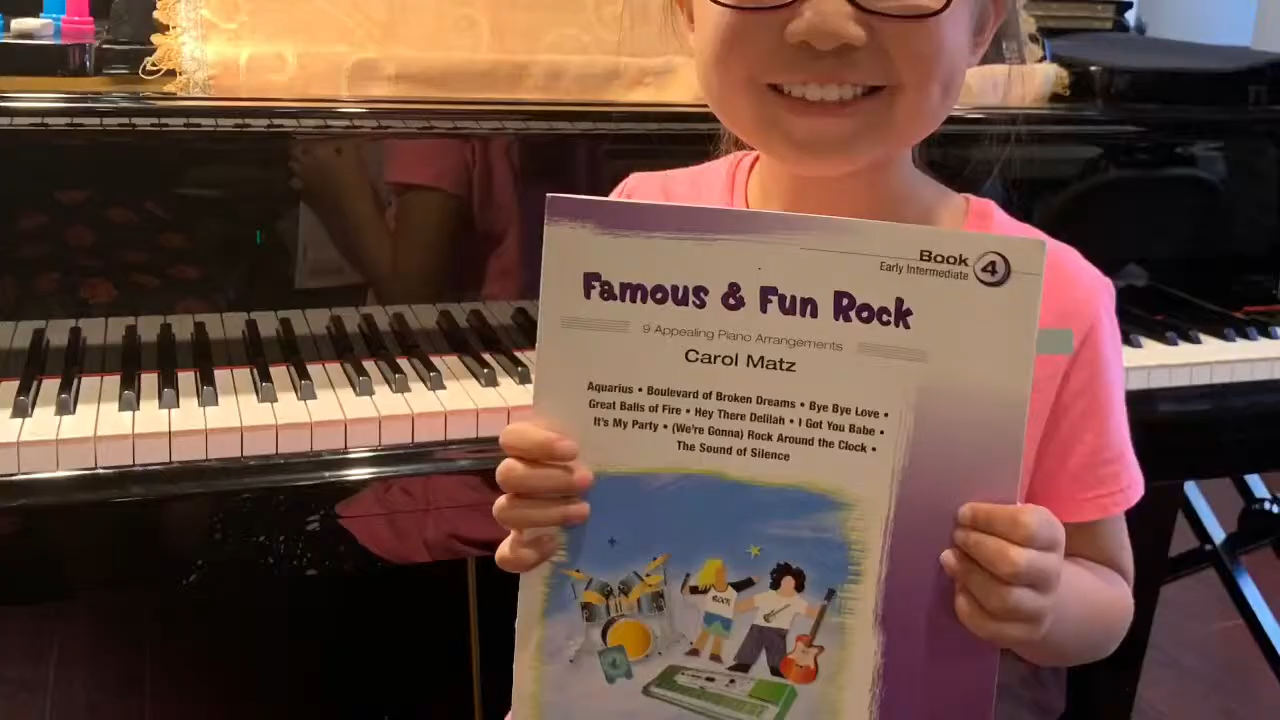 Book 4
Early Intermediate
Famous & Fun Rock
9 Appealing Piano Arrangements
Carol Matz
Aquarius • Boulevard of Broken Dreams • Bye Bye Love •
Great Balls of Fire • Hey There Delilah • I Got You Babe •
It's My Party • (We're Gonna) Rock Around the Clock •
The Sound of Silence
ROCK